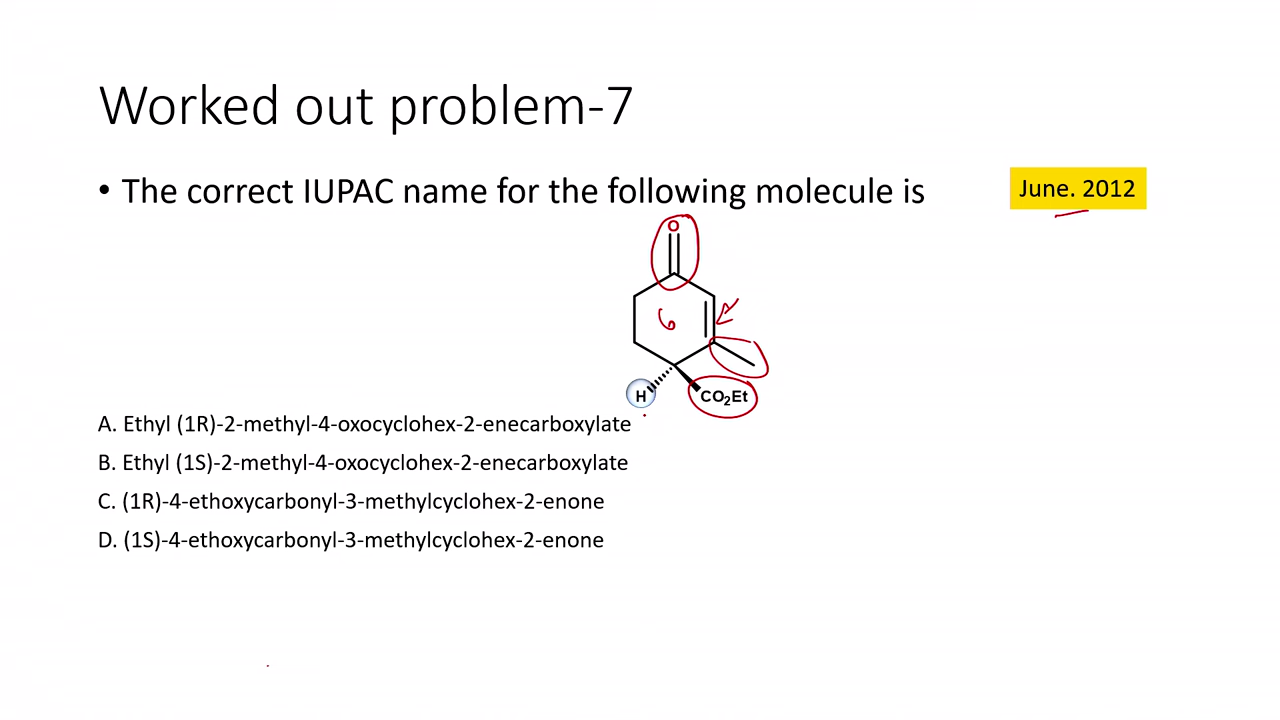 Worked out problem-7
• The correct IUPAC name for the following molecule is
June. 2012
O
6
H
CO2Et
A. Ethyl (1R)-2-methyl-4-oxocyclohex-2-enecarboxylate
B. Ethyl (1S)-2-methyl-4-oxocyclohex-2-enecarboxylate
C. (1R)-4-ethoxycarbonyl-3-methylcyclohex-2-enone
D. (1S)-4-ethoxycarbonyl-3-methylcyclohex-2-enone